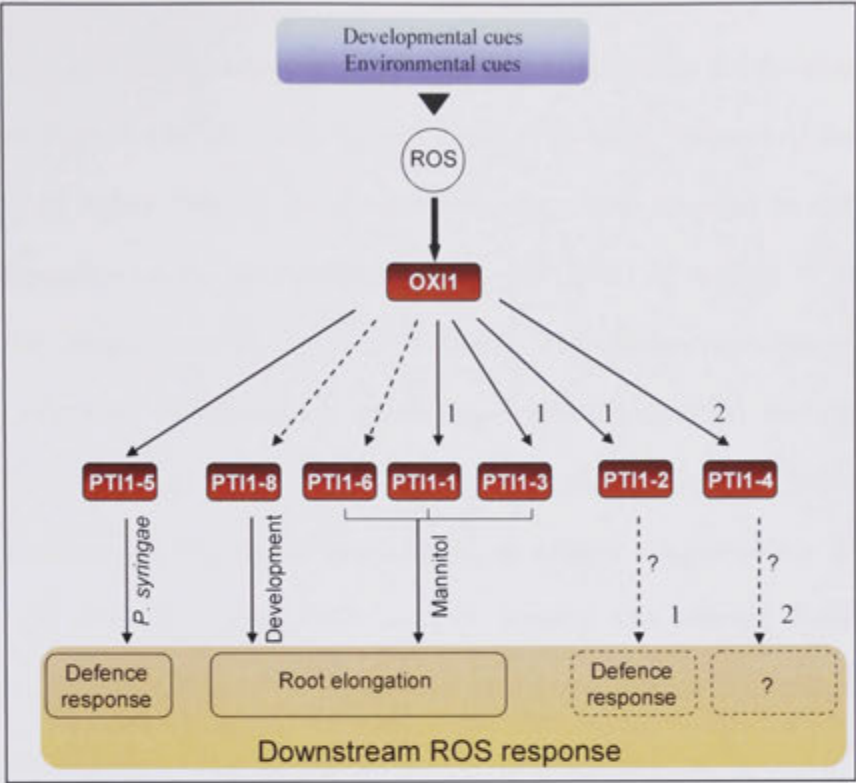 Developmental cues
Environmental cues
ROS
OXI1
1
1
1
2
PTI1-5
PTI1-8
PTI1-6
PTI1-1
PTI1-3
PTI1-2
PTI1-4
P. syringae
Development
Mannitol
?
?
1
2
Defence
response
Root elongation
Defence
response
?
Downstream ROS response